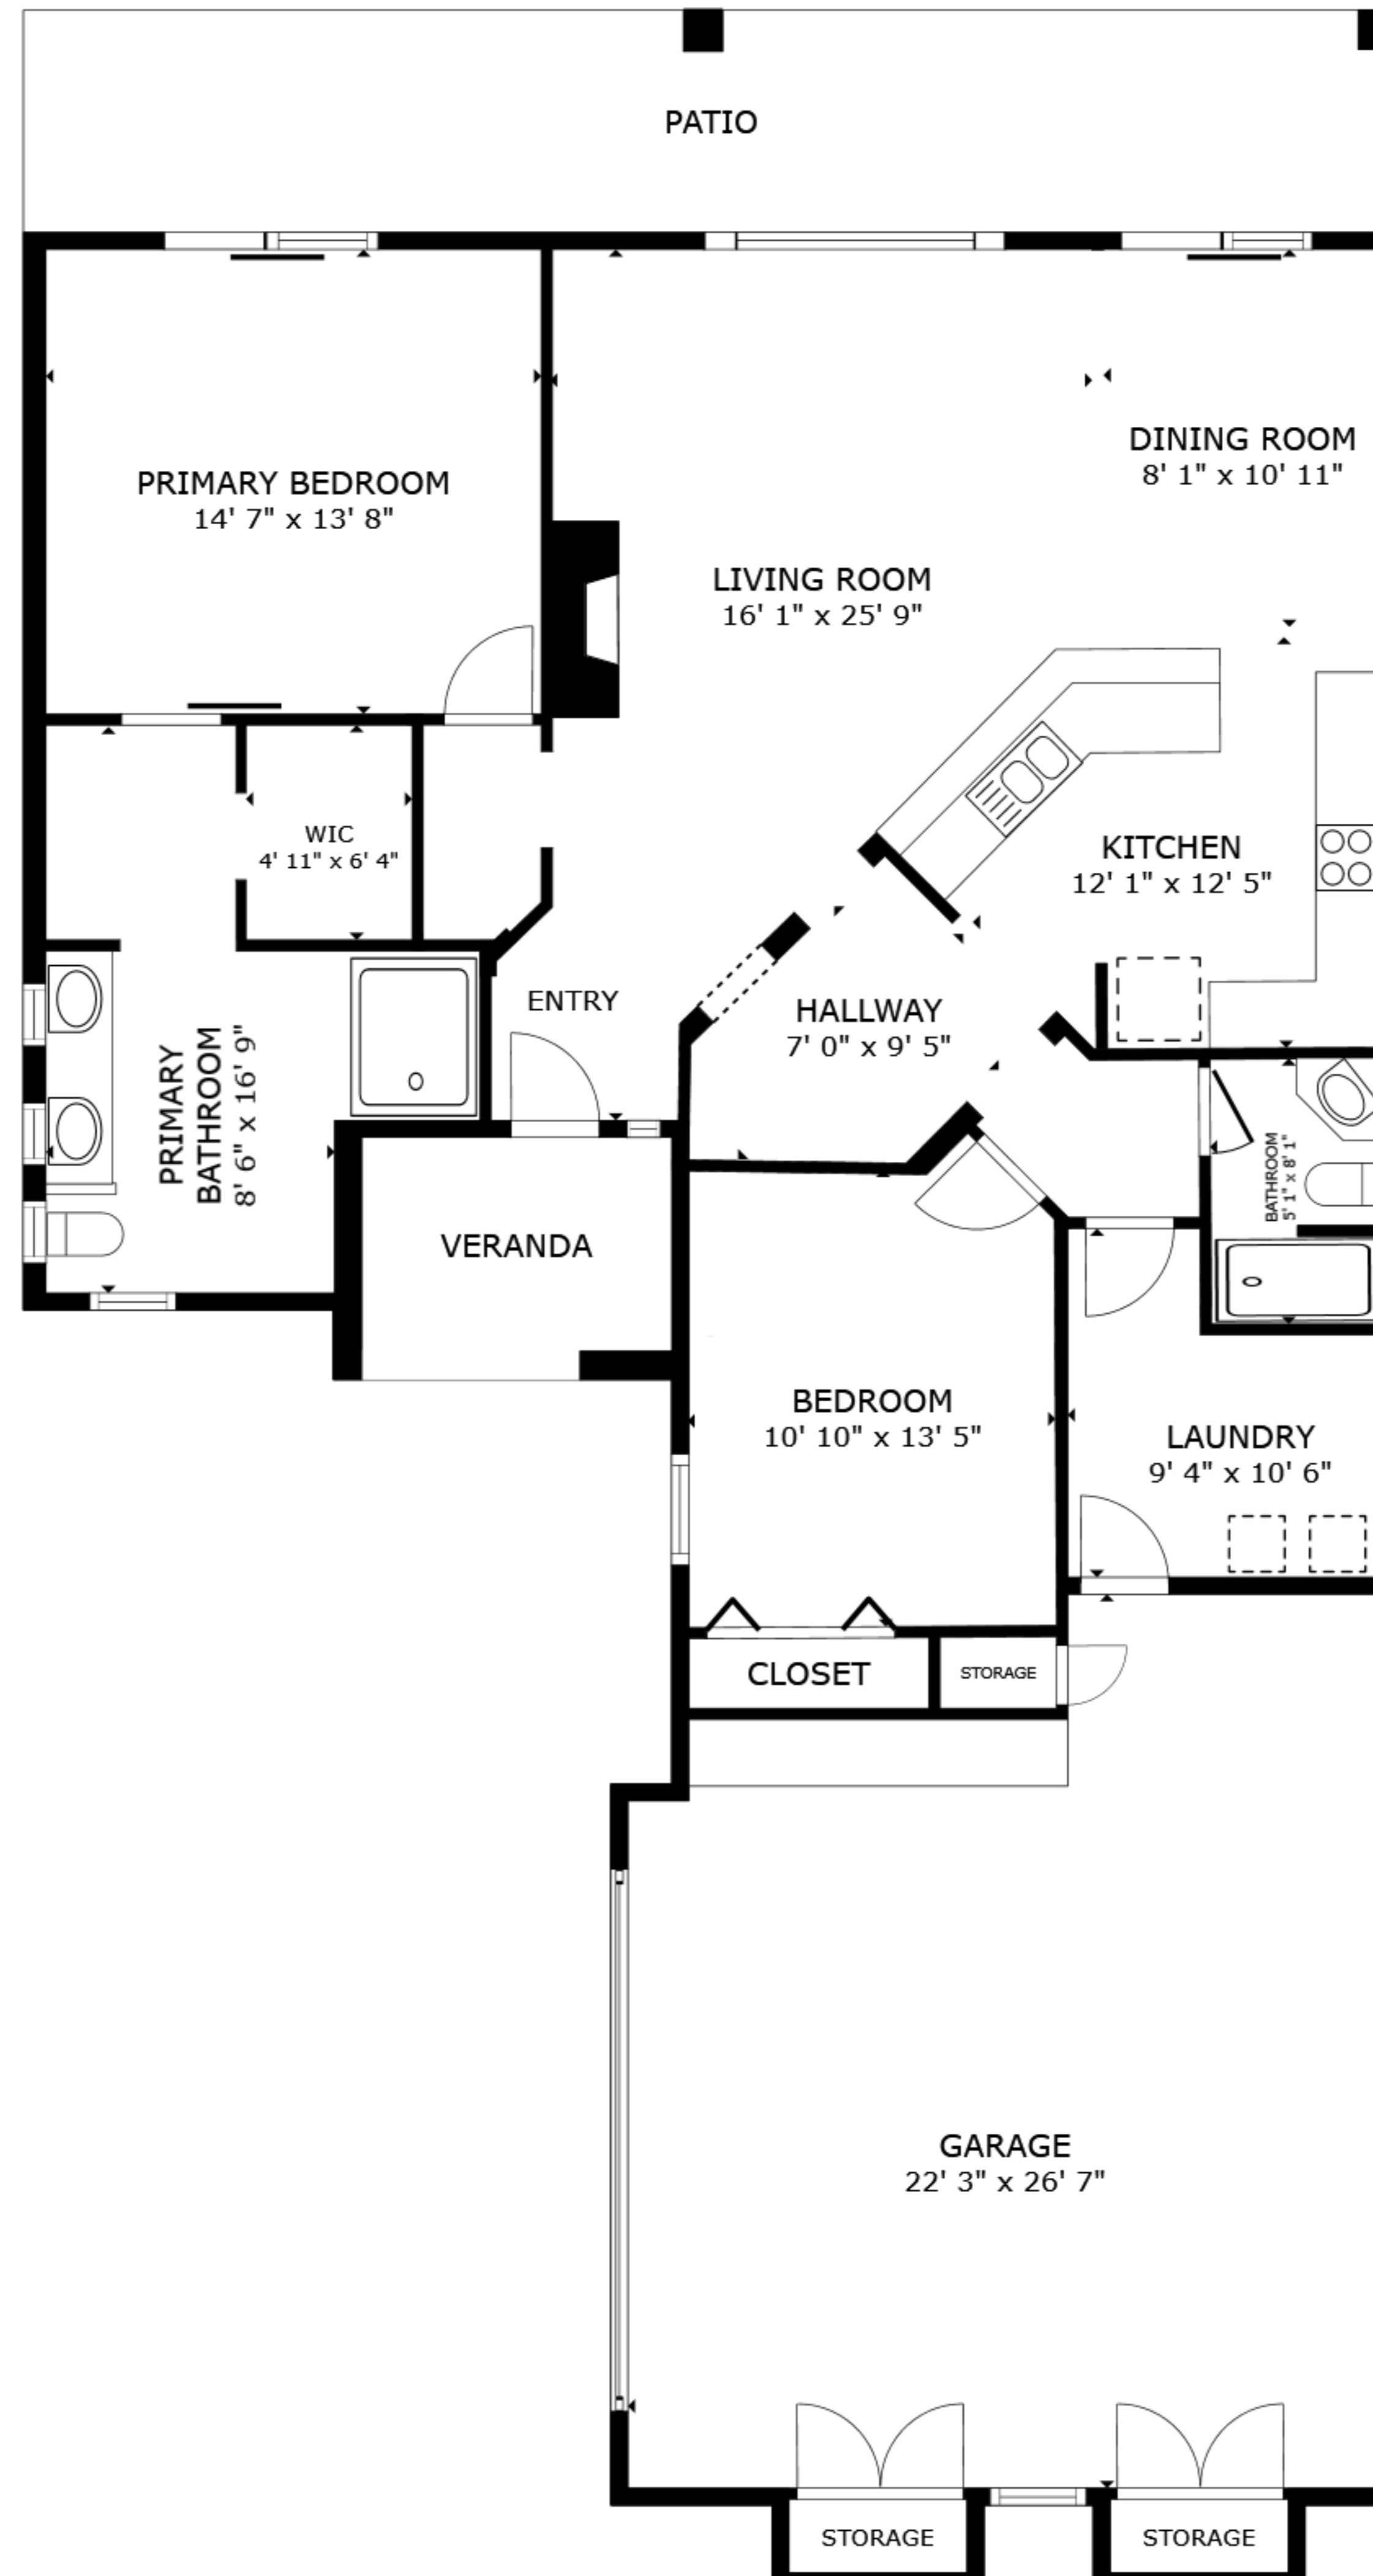 PATIO
DINING ROOM
8' 1" x 10' 11"
PRIMARY BEDROOM
14' 7" x 13' 8"
LIVING ROOM
16' 1" x 25' 9"
WIC
4' 11" x 6' 4"
KITCHEN
12' 1" x 12' 5"
ENTRY
HALLWAY
7' 0" x 9' 5"
PRIMARY
BATHROOM
8' 6" x 16' 9"
BATHROOM
5' 1" x 8' 1"
VERANDA
BEDROOM
10' 10" x 13' 5"
LAUNDRY
9' 4" x 10' 6"
CLOSET
STORAGE
GARAGE
22' 3" x 26' 7"
STORAGE
STORAGE